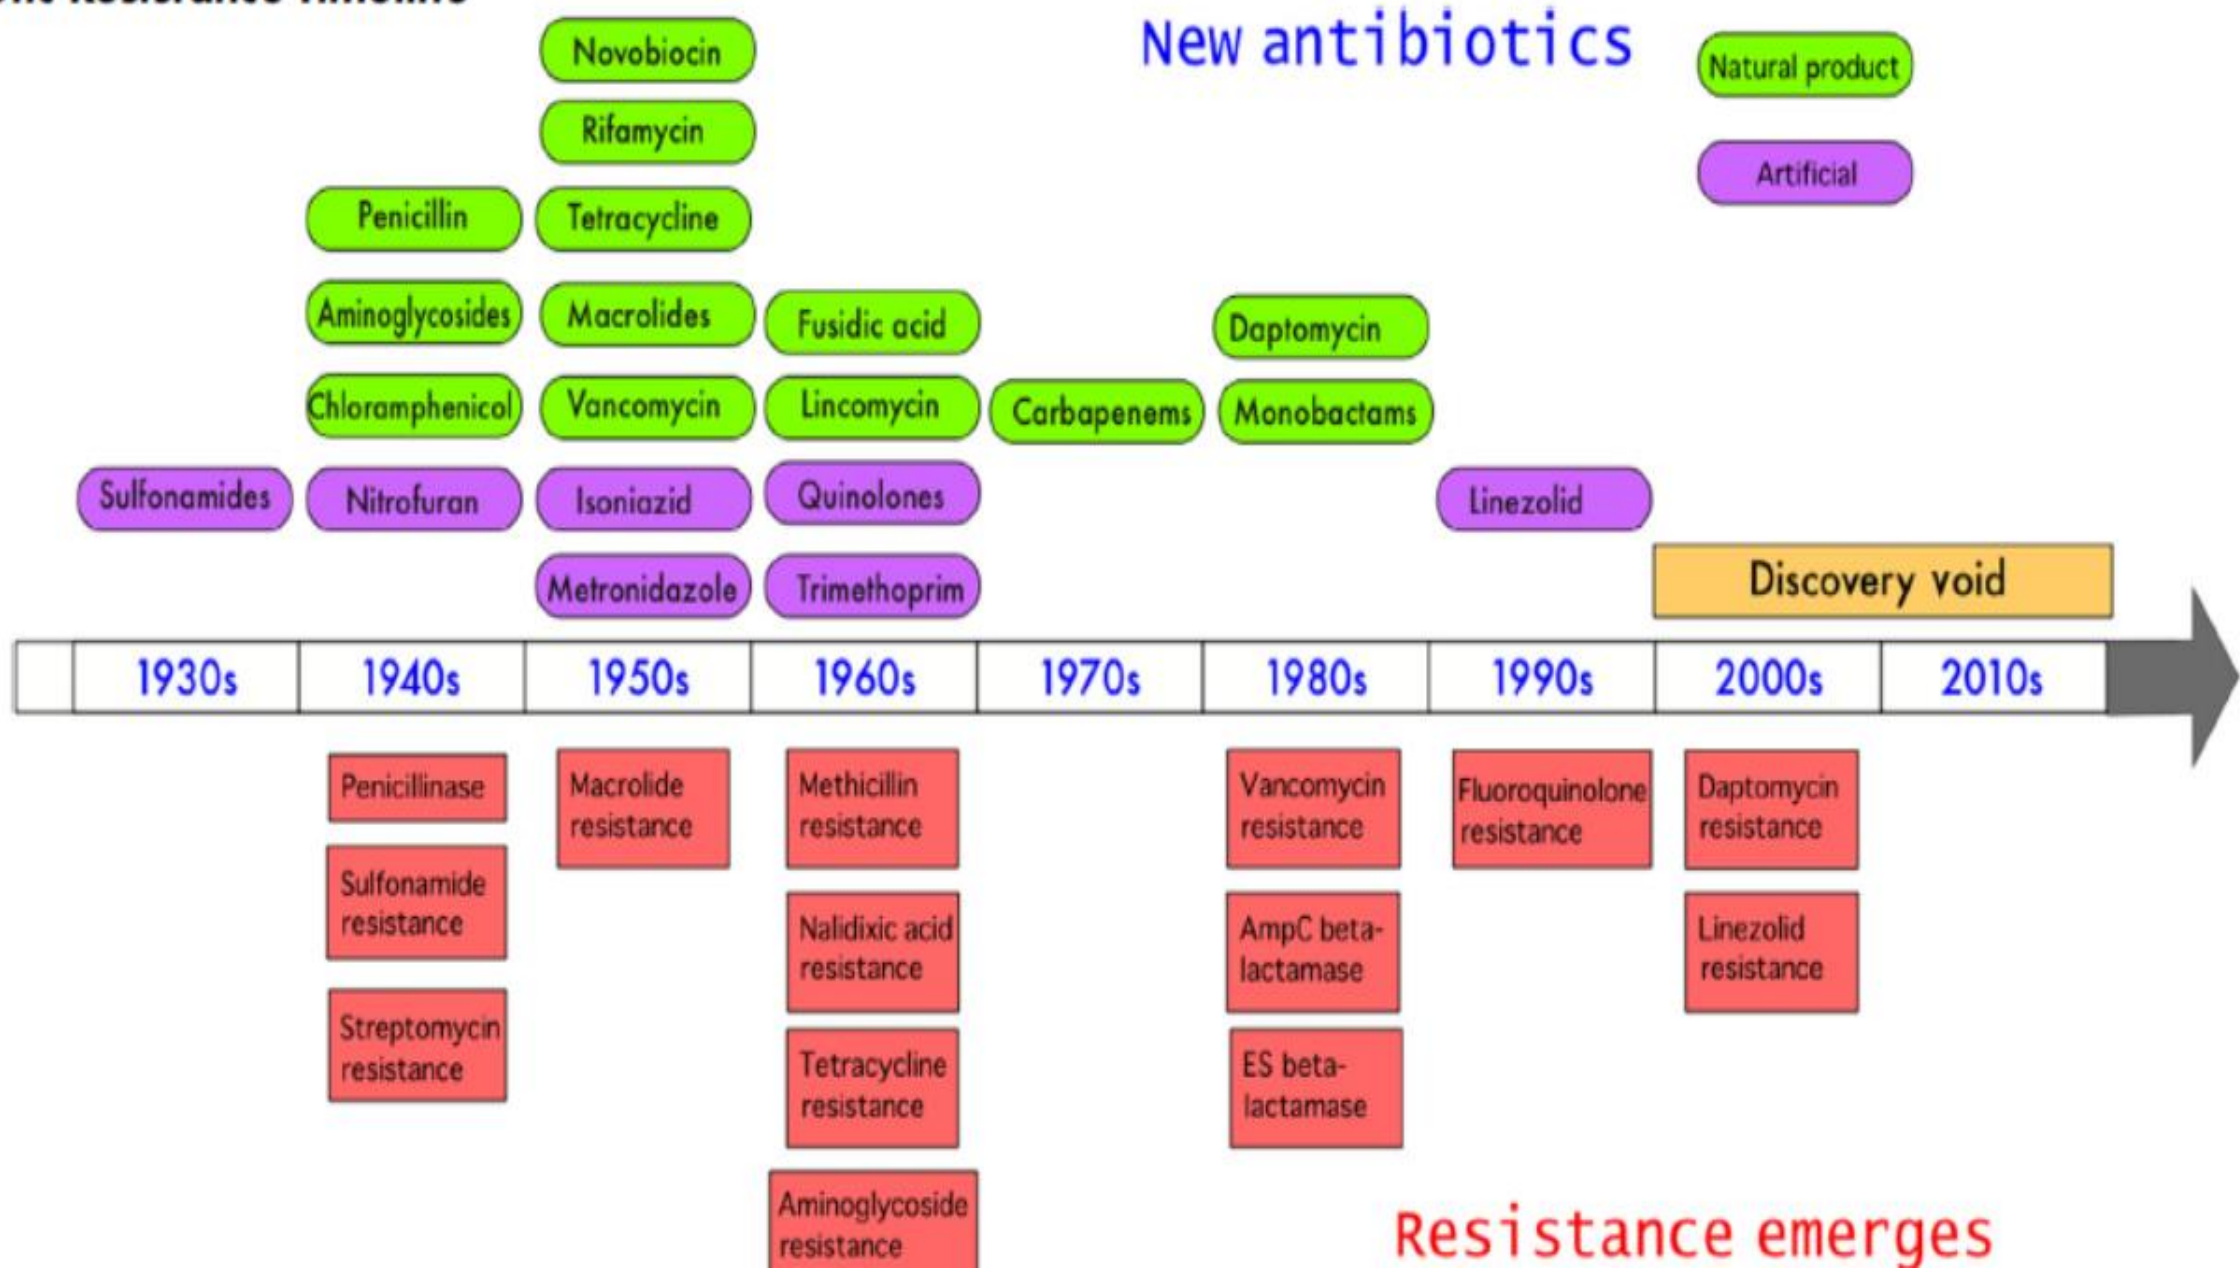 New antibiotics
Natural product
Artificial
Novobiocin
Rifamycin
Penicillin
Tetracycline
Aminoglycosides
Macrolides
Fusidic acid
Daptomycin
Chloramphenicol
Vancomycin
Lincomycin
Carbapenems
Monobactams
Sulfonamides
Nitrofuran
Isoniazid
Quinolones
Linezolid
Metronidazole
Trimethoprim
Discovery void
1930s 1940s 1950s 1960s 1970s 1980s 1990s 2000s 2010s
Penicillinase
Sulfonamide
resistance
Streptomycin
resistance
Macrolide
resistance
Methicillin
resistance
Nalidixic acid
resistance
Tetracycline
resistance
Aminoglycoside
resistance
Vancomycin
resistance
AmpC beta-
lactamase
ES beta-
lactamase
Fluoroquinolone
resistance
Daptomycin
resistance
Linezolid
resistance
Resistance emerges